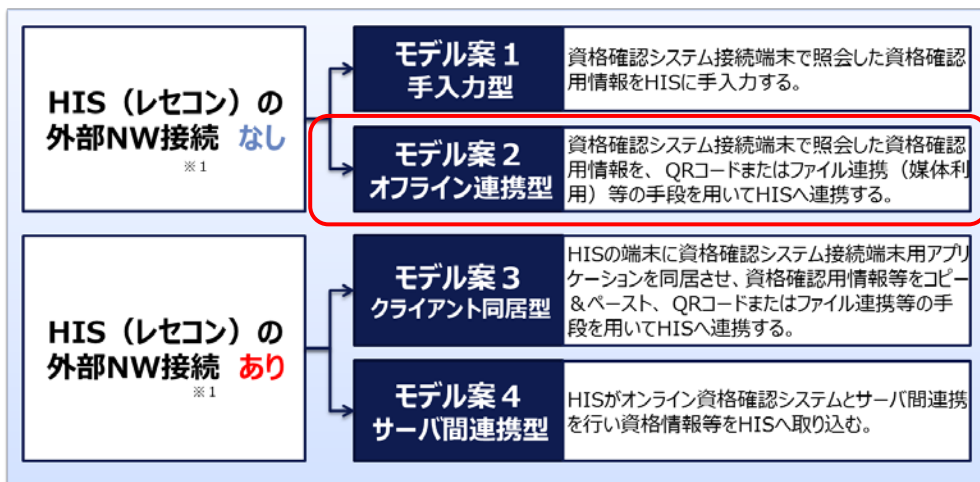 HIS（レセコン）の
外部NW接続 なし
※1
モデル案1
手入力型
資格確認システム接続端末で照会した資格確認
用情報をHISに手入力する。
モデル案2
オフライン連携型
資格確認システム接続端末で照会した資格確認
用情報を、QRコードまたはファイル連携（媒体利
用）等の手段を用いてHISへ連携する。
HIS（レセコン）の
外部NW接続 あり
※1
モデル案3
クライアント同居型
HISの端末に資格確認システム接続端末用アプリ
ケーションを同居させ、資格確認用情報等をコピー
＆ペースト、QRコードまたはファイル連携等の手
段を用いてHISへ連携する。
モデル案4
サーバ間連携型
HISがオンライン資格確認システムとサーバ間連携
を行い資格情報等をHISへ取り込む。